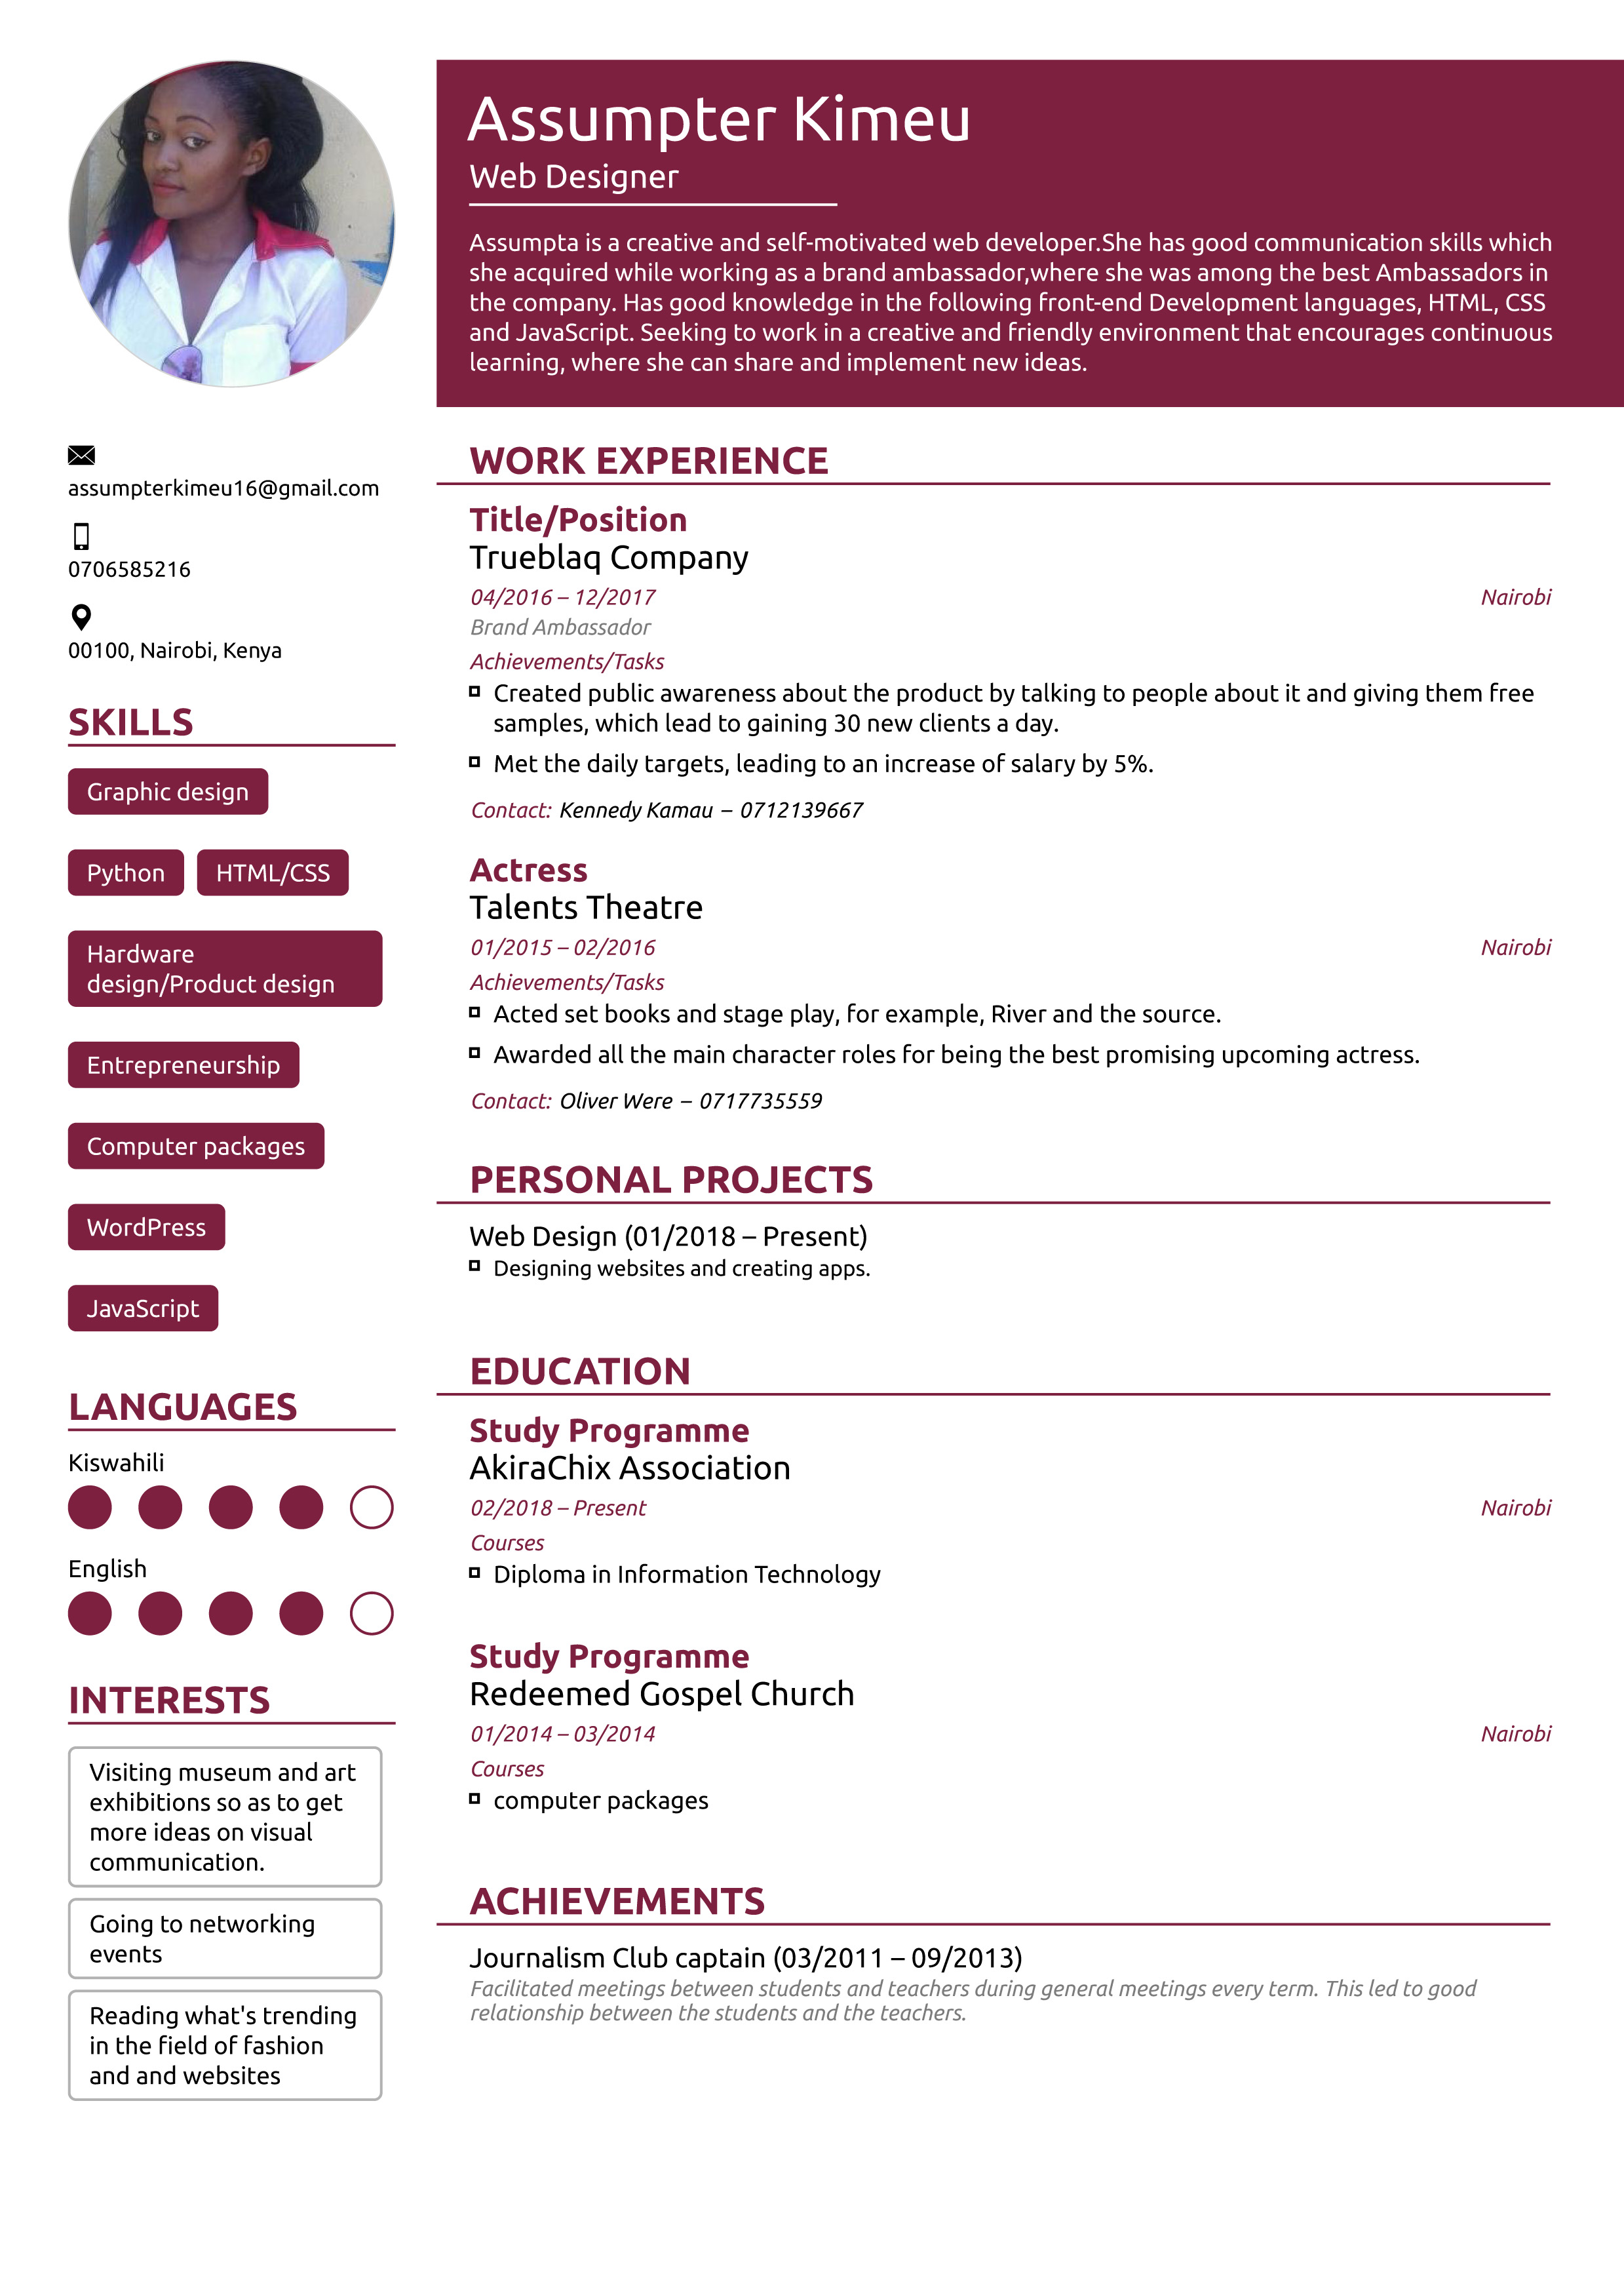 Assumpter Kimeu
Web Designer
Assumpta is a creative and self-motivated web developer.She has good communication skills which
she acquired while working as a brand ambassador,where she was among the best Ambassadors in
the company. Has good knowledge in the following front-end Development languages, HTML, CSS
and JavaScript. Seeking to work in a creative and friendly environment that encourages continuous
learning, where she can share and implement new ideas.
assumpterkimeu16@gmail.com
0706585216
00100, Nairobi, Kenya
SKILLS
Graphic design
Python
HTML/CSS
Hardware
design/Product design
Entrepreneurship
Computer packages
WordPress
JavaScript
LANGUAGES
Kiswahili
English
INTERESTS
Visiting museum and art
exhibitions so as to get
more ideas on visual
communication.
Going to networking
events
Reading what's trending
in the field of fashion
and and websites
WORK EXPERIENCE
Title/Position
Trueblaq Company
04/2016 – 12/2017 Nairobi
Brand Ambassador
Achievements/Tasks
Created public awareness about the product by talking to people about it and giving them free
samples, which lead to gaining 30 new clients a day.
Met the daily targets, leading to an increase of salary by 5%.
Contact: Kennedy Kamau – 0712139667
Actress
Talents Theatre
01/2015 – 02/2016 Nairobi
Achievements/Tasks
Acted set books and stage play, for example, River and the source.
Awarded all the main character roles for being the best promising upcoming actress.
Contact: Oliver Were – 0717735559
PERSONAL PROJECTS
Web Design (01/2018 – Present)
Designing websites and creating apps.
EDUCATION
Study Programme
AkiraChix Association
02/2018 – Present Nairobi
Courses
Diploma in Information Technology
Study Programme
Redeemed Gospel Church
01/2014 – 03/2014 Nairobi
Courses
computer packages
ACHIEVEMENTS
Journalism Club captain (03/2011 – 09/2013)
Facilitated meetings between students and teachers during general meetings every term. This led to good
relationship between the students and the teachers.